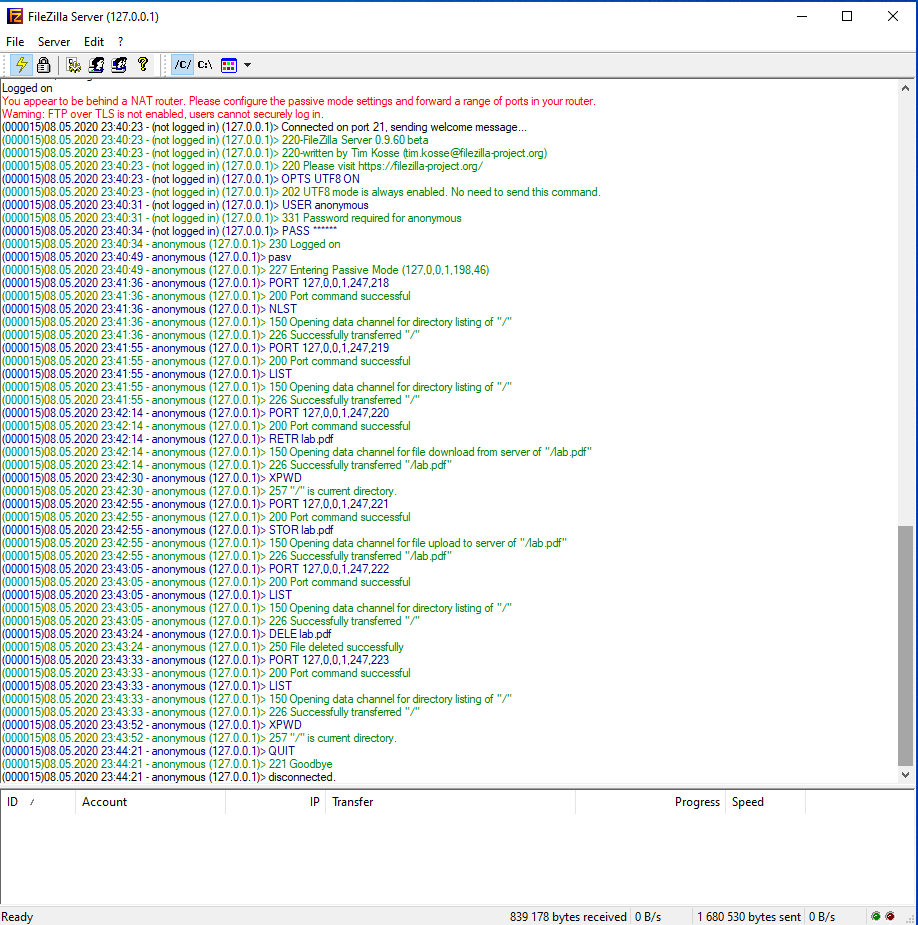 FileZilla Server (127.0.0.1)
File Server Edit ?
/C/ C:\
Logged on
You appear to be behind a NAT router. Please configure the passive mode settings and forward a range of ports in your router.
Warning: FTP over TLS is not enabled, users cannot securely log in.
(000015)08.05.2020 23:40:23 - (not logged in) (127.0.0.1)> Connected on port 21, sending welcome message...
(000015)08.05.2020 23:40:23 - (not logged in) (127.0.0.1)> 220-FileZilla Server 0.9.60 beta
(000015)08.05.2020 23:40:23 - (not logged in) (127.0.0.1)> 220-written by Tim Kosse (tim.kosse@filezilla-project.org)
(000015)08.05.2020 23:40:23 - (not logged in) (127.0.0.1)> 220 Please visit https://filezilla-project.org/
(000015)08.05.2020 23:40:23 - (not logged in) (127.0.0.1)> OPTS UTF8 ON
(000015)08.05.2020 23:40:23 - (not logged in) (127.0.0.1)> 202 UTF8 mode is always enabled. No need to send this command.
(000015)08.05.2020 23:40:31 - (not logged in) (127.0.0.1)> USER anonymous
(000015)08.05.2020 23:40:31 - (not logged in) (127.0.0.1)> 331 Password required for anonymous
(000015)08.05.2020 23:40:34 - (not logged in) (127.0.0.1)> PASS ******
(000015)08.05.2020 23:40:34 - anonymous (127.0.0.1)> 230 Logged on
(000015)08.05.2020 23:40:49 - anonymous (127.0.0.1)> pasv
(000015)08.05.2020 23:40:49 - anonymous (127.0.0.1)> 227 Entering Passive Mode (127,0,0,1,198,46)
(000015)08.05.2020 23:41:36 - anonymous (127.0.0.1)> PORT 127,0,0,1,247,218
(000015)08.05.2020 23:41:36 - anonymous (127.0.0.1)> 200 Port command successful
(000015)08.05.2020 23:41:36 - anonymous (127.0.0.1)> NLST
(000015)08.05.2020 23:41:36 - anonymous (127.0.0.1)> 150 Opening data channel for directory listing of "/"
(000015)08.05.2020 23:41:36 - anonymous (127.0.0.1)> 226 Successfully transferred "/"
(000015)08.05.2020 23:41:55 - anonymous (127.0.0.1)> PORT 127,0,0,1,247,219
(000015)08.05.2020 23:41:55 - anonymous (127.0.0.1)> 200 Port command successful
(000015)08.05.2020 23:41:55 - anonymous (127.0.0.1)> LIST
(000015)08.05.2020 23:41:55 - anonymous (127.0.0.1)> 150 Opening data channel for directory listing of "/"
(000015)08.05.2020 23:41:55 - anonymous (127.0.0.1)> 226 Successfully transferred "/"
(000015)08.05.2020 23:42:14 - anonymous (127.0.0.1)> PORT 127,0,0,1,247,220
(000015)08.05.2020 23:42:14 - anonymous (127.0.0.1)> 200 Port command successful
(000015)08.05.2020 23:42:14 - anonymous (127.0.0.1)> RETR lab.pdf
(000015)08.05.2020 23:42:14 - anonymous (127.0.0.1)> 150 Opening data channel for file download from server of "/lab.pdf"
(000015)08.05.2020 23:42:14 - anonymous (127.0.0.1)> 226 Successfully transferred "/lab.pdf"
(000015)08.05.2020 23:42:30 - anonymous (127.0.0.1)> XPWD
(000015)08.05.2020 23:42:30 - anonymous (127.0.0.1)> 257 "/" is current directory.
(000015)08.05.2020 23:42:55 - anonymous (127.0.0.1)> PORT 127,0,0,1,247,221
(000015)08.05.2020 23:42:55 - anonymous (127.0.0.1)> 200 Port command successful
(000015)08.05.2020 23:42:55 - anonymous (127.0.0.1)> STOR lab.pdf
(000015)08.05.2020 23:42:55 - anonymous (127.0.0.1)> 150 Opening data channel for file upload to server of "/lab.pdf"
(000015)08.05.2020 23:42:55 - anonymous (127.0.0.1)> 226 Successfully transferred "/lab.pdf"
(000015)08.05.2020 23:43:05 - anonymous (127.0.0.1)> PORT 127,0,0,1,247,222
(000015)08.05.2020 23:43:05 - anonymous (127.0.0.1)> 200 Port command successful
(000015)08.05.2020 23:43:05 - anonymous (127.0.0.1)> LIST
(000015)08.05.2020 23:43:05 - anonymous (127.0.0.1)> 150 Opening data channel for directory listing of "/"
(000015)08.05.2020 23:43:05 - anonymous (127.0.0.1)> 226 Successfully transferred "/"
(000015)08.05.2020 23:43:24 - anonymous (127.0.0.1)> DELE lab.pdf
(000015)08.05.2020 23:43:24 - anonymous (127.0.0.1)> 250 File deleted successfully
(000015)08.05.2020 23:43:33 - anonymous (127.0.0.1)> PORT 127,0,0,1,247,223
(000015)08.05.2020 23:43:33 - anonymous (127.0.0.1)> 200 Port command successful
(000015)08.05.2020 23:43:33 - anonymous (127.0.0.1)> LIST
(000015)08.05.2020 23:43:33 - anonymous (127.0.0.1)> 150 Opening data channel for directory listing of "/"
(000015)08.05.2020 23:43:33 - anonymous (127.0.0.1)> 226 Successfully transferred "/"
(000015)08.05.2020 23:43:52 - anonymous (127.0.0.1)> XPWD
(000015)08.05.2020 23:43:52 - anonymous (127.0.0.1)> 257 "/" is current directory.
(000015)08.05.2020 23:44:21 - anonymous (127.0.0.1)> QUIT
(000015)08.05.2020 23:44:21 - anonymous (127.0.0.1)> 221 Goodbye
(000015)08.05.2020 23:44:21 - anonymous (127.0.0.1)> disconnected.
ID / Account IP Transfer Progress Speed
Ready 839 178 bytes received 0 B/s 1 680 530 bytes sent 0 B/s